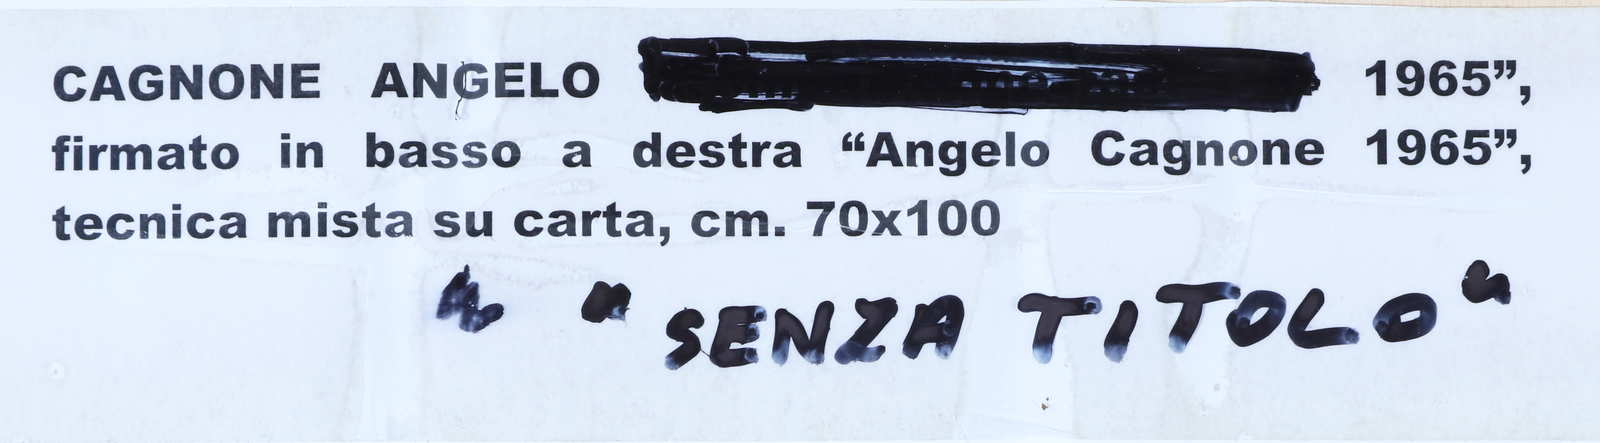 CAGNONE ANGELO 1965”,
firmato in basso a destra “Angelo Cagnone 1965”,
tecnica mista su carta, cm. 70x100
" " SENZA TITOLO "